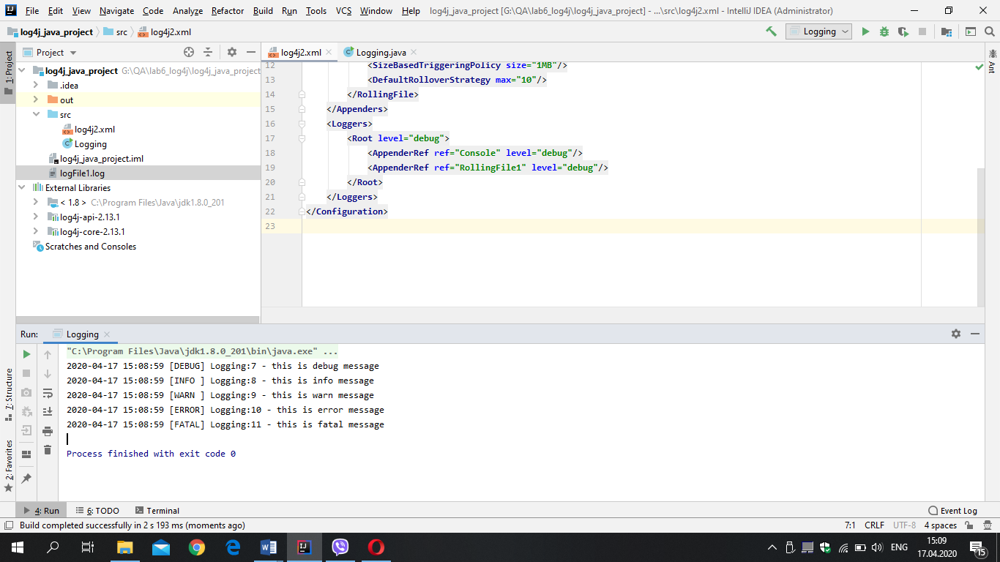 File Edit View Navigate Code Analyze Refactor Build Run Tools VCS Window Help log4j_java_project [G:\QA\lab6_log4j\log4j_java_project] - ...\src\log4j2.xml - IntelliJ IDEA (Administrator)
log4j_java_project src log4j2.xml Logging
Project
log4j2.xml Logging.java
1: Project
Ant
log4j_java_project G:\QA\lab6_log4j\log4j_java_project
.idea
out
src
log4j2.xml
Logging
log4j_java_project.iml
logFile1.log
External Libraries
< 1.8 > C:\Program Files\Java\jdk1.8.0_201
log4j-api-2.13.1
log4j-core-2.13.1
Scratches and Consoles
12 <SizeBasedTriggeringPolicy size="1MB"/>
13 <DefaultRolloverStrategy max="10"/>
14 </RollingFile>
15 </Appenders>
16 <Loggers>
17 <Root level="debug">
18 <AppenderRef ref="Console" level="debug"/>
19 <AppenderRef ref="RollingFile1" level="debug"/>
20 </Root>
21 </Loggers>
22 </Configuration>
23
Run: Logging
"C:\Program Files\Java\jdk1.8.0_201\bin\java.exe" ...
2020-04-17 15:08:59 [DEBUG] Logging:7 - this is debug message
2020-04-17 15:08:59 [INFO ] Logging:8 - this is info message
2020-04-17 15:08:59 [WARN ] Logging:9 - this is warn message
2020-04-17 15:08:59 [ERROR] Logging:10 - this is error message
2020-04-17 15:08:59 [FATAL] Logging:11 - this is fatal message
Process finished with exit code 0
7: Structure
2: Favorites
4: Run 6: TODO Terminal Event Log
Build completed successfully in 2 s 193 ms (moments ago) 7:1 CRLF UTF-8 4 spaces
ENG 15:09
17.04.2020
15